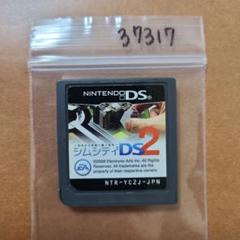 37317
NINTENDO DS
シムシティDS2
EA
©2008 Electronic Arts Inc.
All Rights Reserved.
All trademarks are the
property of their respective owners.
NTR-YC2J-JPN